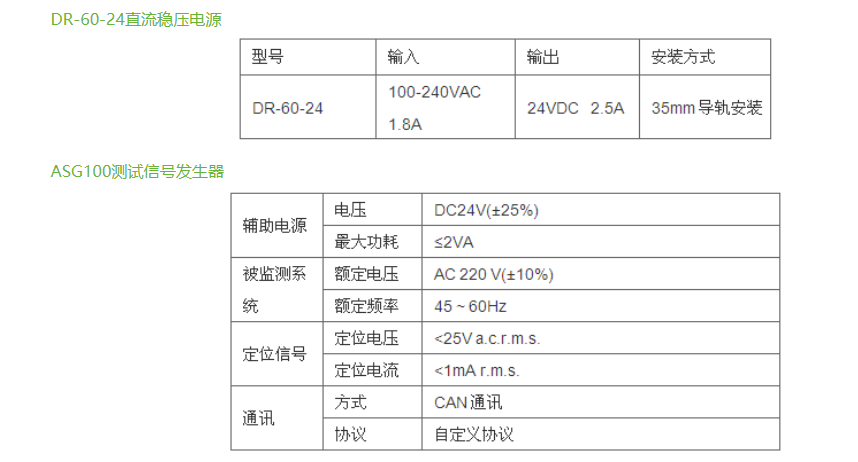 DR-60-24直流稳压电源
型号 输入 输出 安装方式
DR-60-24 100-240VAC 1.8A 24VDC 2.5A 35mm导轨安装
ASG100测试信号发生器
辅助电源 电压 DC24V(±25%)
最大功耗 ≤2VA
被监测系统 额定电压 AC 220 V(±10%)
额定频率 45~60Hz
定位信号 定位电压 <25V a.c.r.m.s.
定位电流 <1mA r.m.s.
通讯 方式 CAN通讯
协议 自定义协议